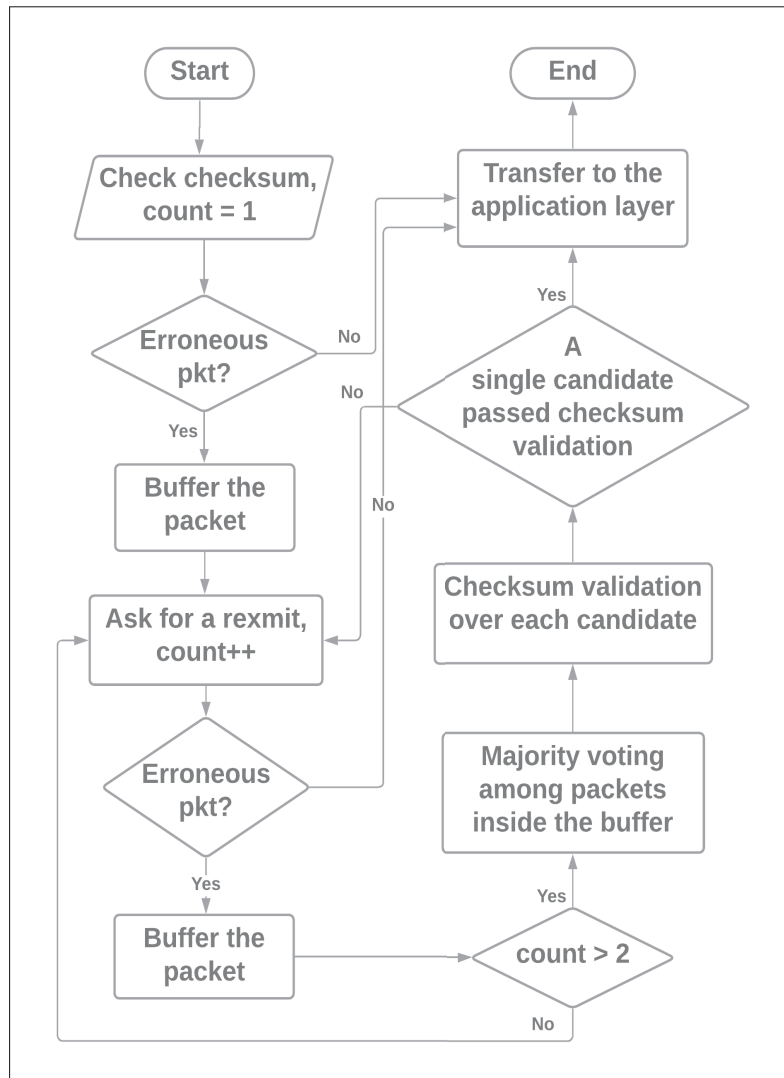 Start
Check checksum,
count = 1
Erroneous
pkt?
No
Yes
Buffer the
packet
Ask for a rexmit,
count++
Erroneous
pkt?
No
Yes
Buffer the
packet
count > 2
No
Yes
Majority voting
among packets
inside the buffer
Checksum validation
over each candidate
A
single candidate
passed checksum
validation
No
Yes
Transfer to the
application layer
End